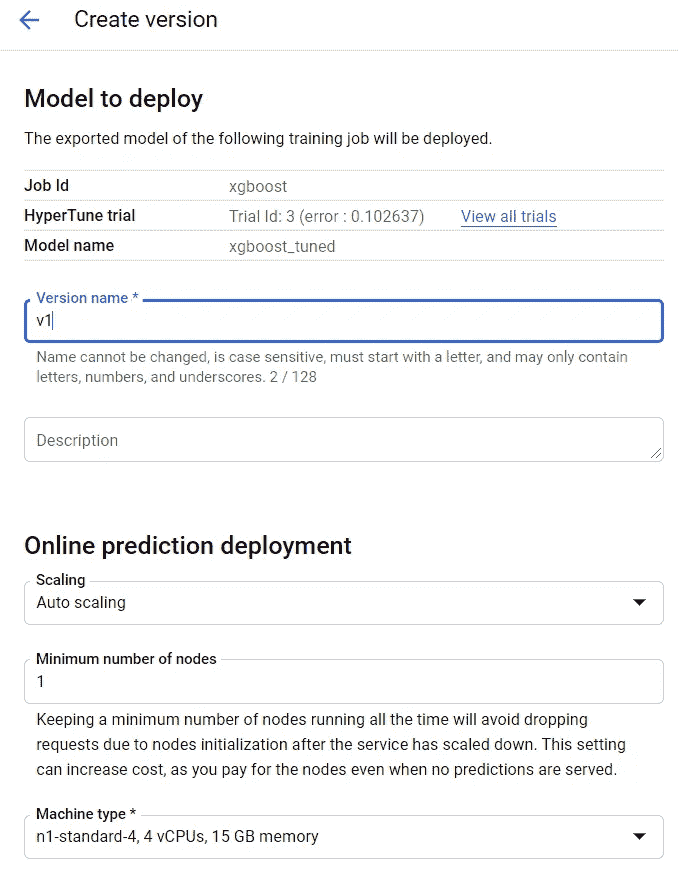 Create version
Model to deploy
The exported model of the following training job will be deployed.
Job Id xgboost
HyperTune trial Trial Id: 3 (error : 0.102637) View all trials
Model name xgboost_tuned
Version name *
v1
Name cannot be changed, is case sensitive, must start with a letter, and may only contain
letters, numbers, and underscores. 2 / 128
Description
Online prediction deployment
Scaling
Auto scaling
Minimum number of nodes
1
Keeping a minimum number of nodes running all the time will avoid dropping
requests due to nodes initialization after the service has scaled down. This setting
can increase cost, as you pay for the nodes even when no predictions are served.
Machine type *
n1-standard-4, 4 vCPUs, 15 GB memory